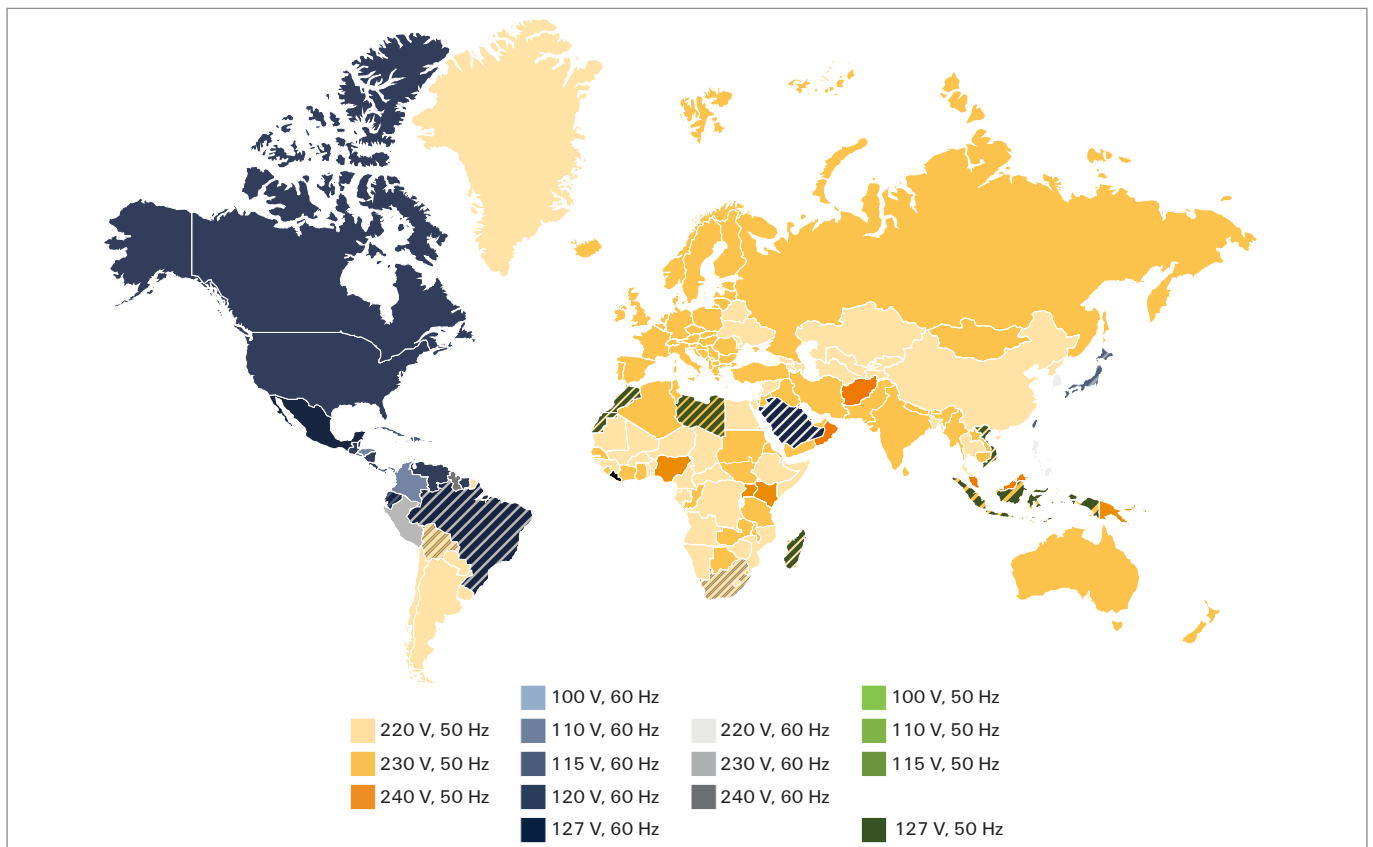 100 V, 60 Hz
100 V, 50 Hz
220 V, 50 Hz
110 V, 60 Hz
220 V, 60 Hz
110 V, 50 Hz
230 V, 50 Hz
115 V, 60 Hz
230 V, 60 Hz
115 V, 50 Hz
240 V, 50 Hz
120 V, 60 Hz
240 V, 60 Hz
127 V, 60 Hz
127 V, 50 Hz